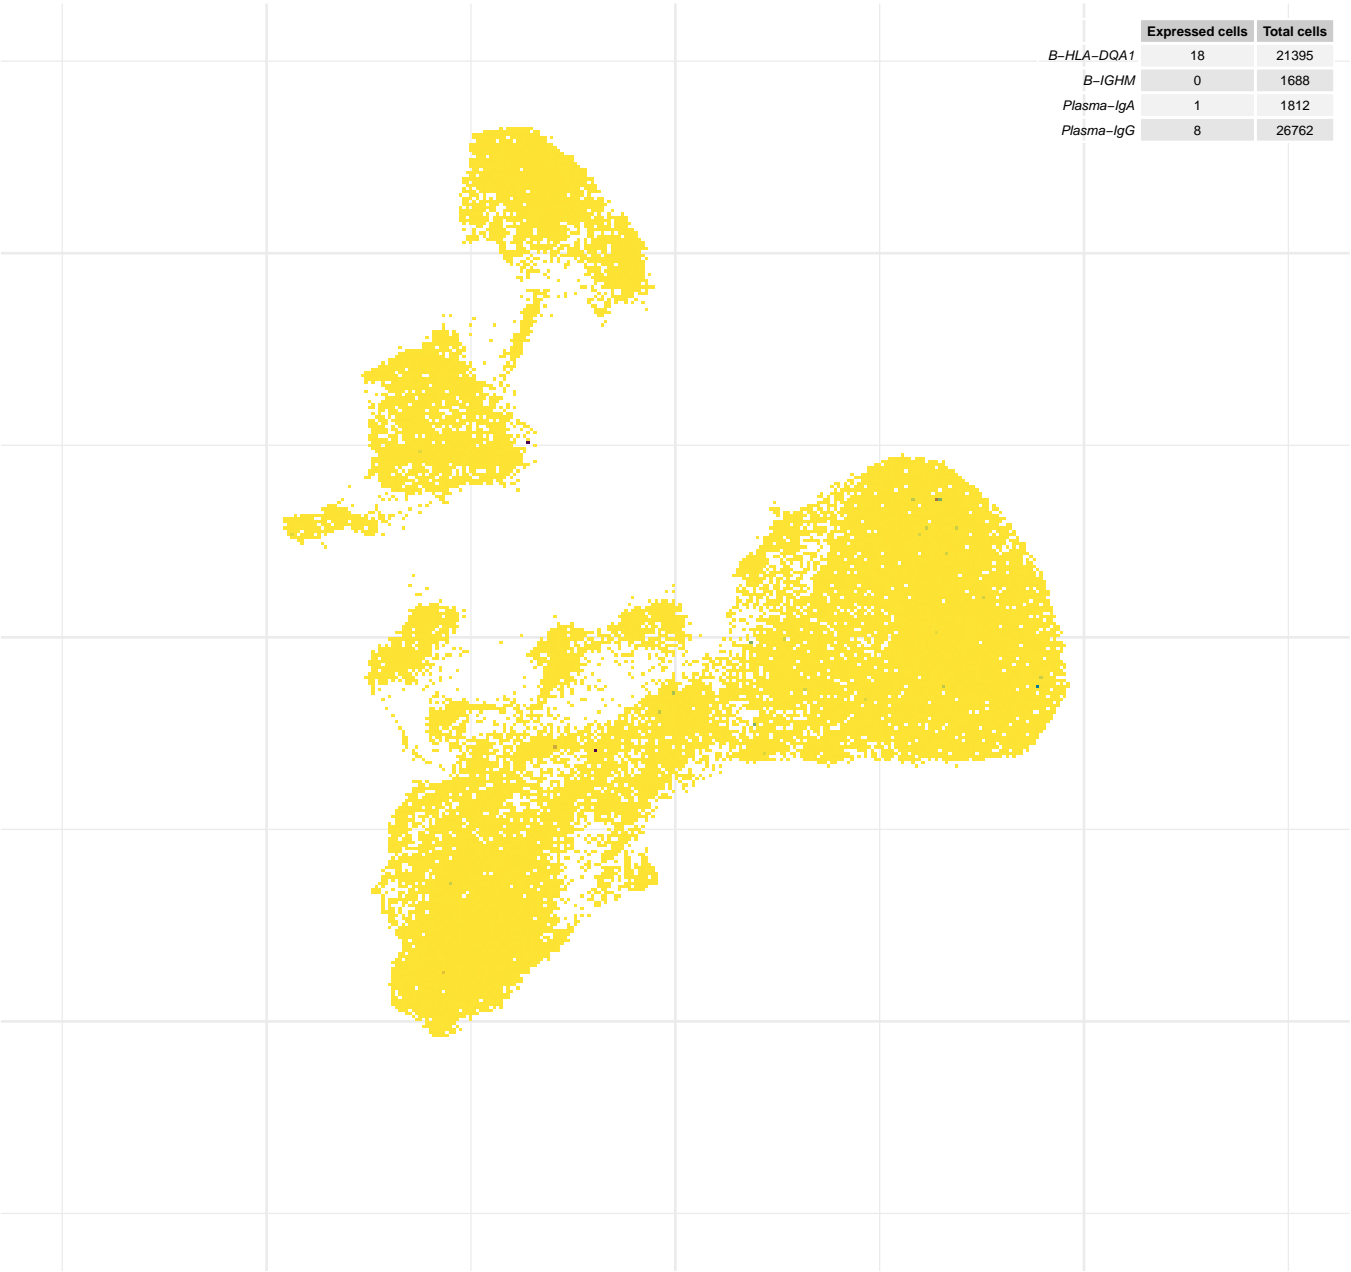 Expressed cells Total cells
B−HLA−DQA1 18 21395
B−IGHM 0 1688
Plasma−IgA 1 1812
Plasma−IgG 8 26762